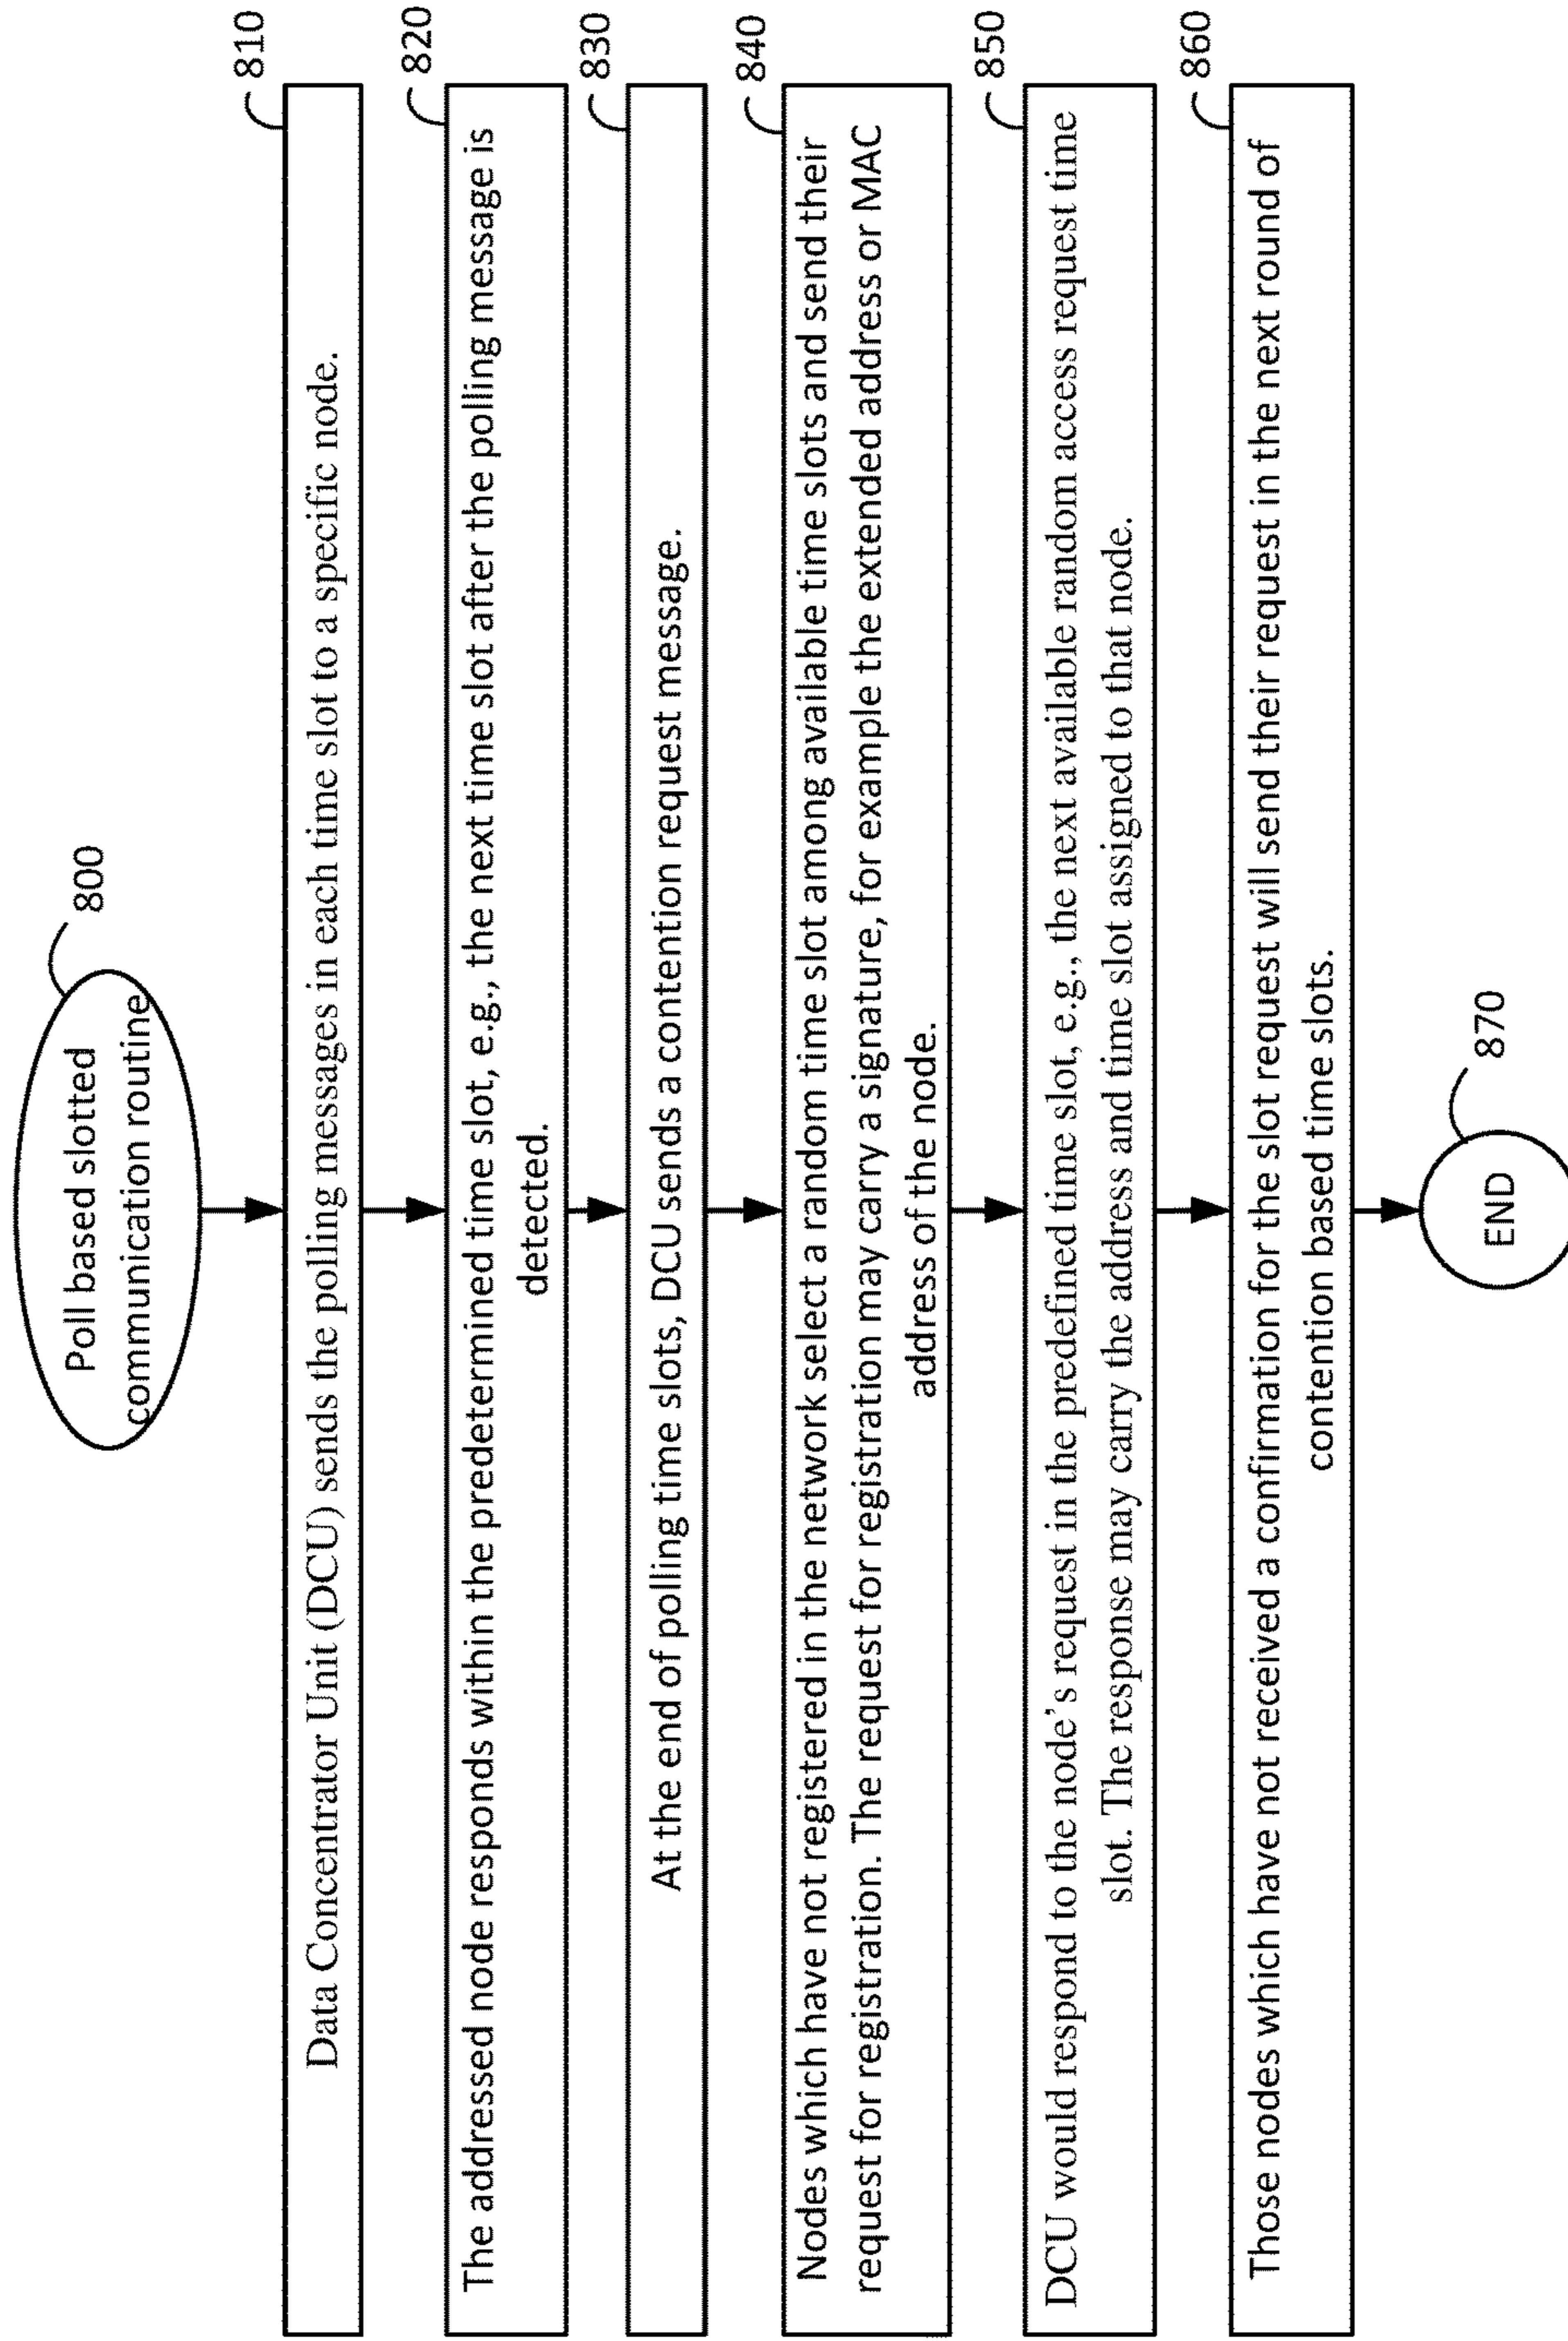 Poll based slotted
communication routine
800
810
Data Concentrator Unit (DCU) sends the polling messages in each time slot to a specific node.
820
The addressed node responds within the predetermined time slot, e.g., the next time slot after the polling message is
detected.
830
At the end of polling time slots, DCU sends a contention request message.
840
Nodes which have not registered in the network select a random time slot among available time slots and send their
request for registration. The request for registration may carry a signature, for example the extended address or MAC
address of the node.
850
DCU would respond to the node’s request in the predefined time slot, e.g., the next available random access request time
slot. The response may carry the address and time slot assigned to that node.
860
Those nodes which have not received a confirmation for the slot request will send their request in the next round of
contention based time slots.
870
END